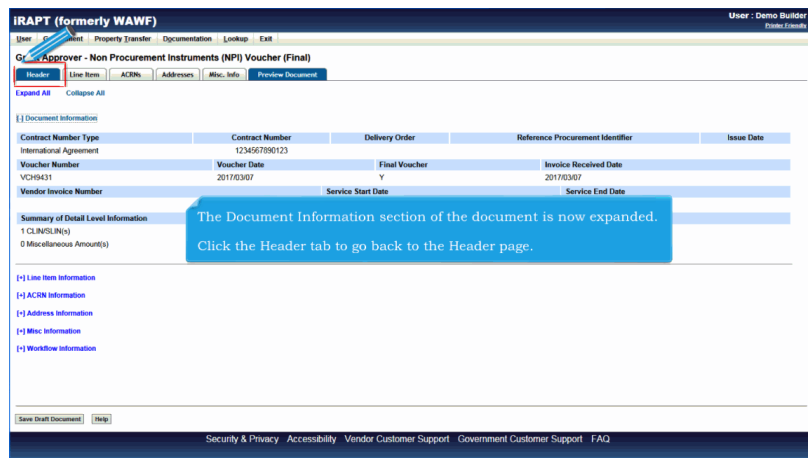 iRAPT (formerly WAWF)
User : Demo Builder
Printer Friendly
User Property Transfer Documentation Lookup Exit
Approver - Non Procurement Instruments (NPI) Voucher (Final)
Header Line Item ACRNs Addresses Misc. Info Preview Document
Expand All Collapse All
[-] Document Information
Contract Number Type Contract Number Delivery Order Reference Procurement Identifier Issue Date
International Agreement 1234567890123
Voucher Number Voucher Date Final Voucher Invoice Received Date
VCH9431 2017/03/07 Y 2017/03/07
Vendor Invoice Number Service Start Date Service End Date
Summary of Detail Level Information
1 CLIN/SLIN(s)
0 Miscellaneous Amount(s)
The Document Information section of the document is now expanded.
Click the Header tab to go back to the Header page.
[+] Line Item Information
[+] ACRN Information
[+] Address Information
[+] Misc Information
[+] Workflow Information
Save Draft Document Help
Security & Privacy Accessibility Vendor Customer Support Government Customer Support FAQ